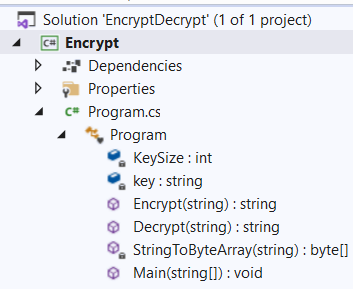 Solution 'EncryptDecrypt' (1 of 1 project)
C# Encrypt
Dependencies
Properties
C# Program.cs
Program
KeySize : int
key : string
Encrypt(string) : string
Decrypt(string) : string
StringToByteArray(string) : byte[]
Main(string[]) : void